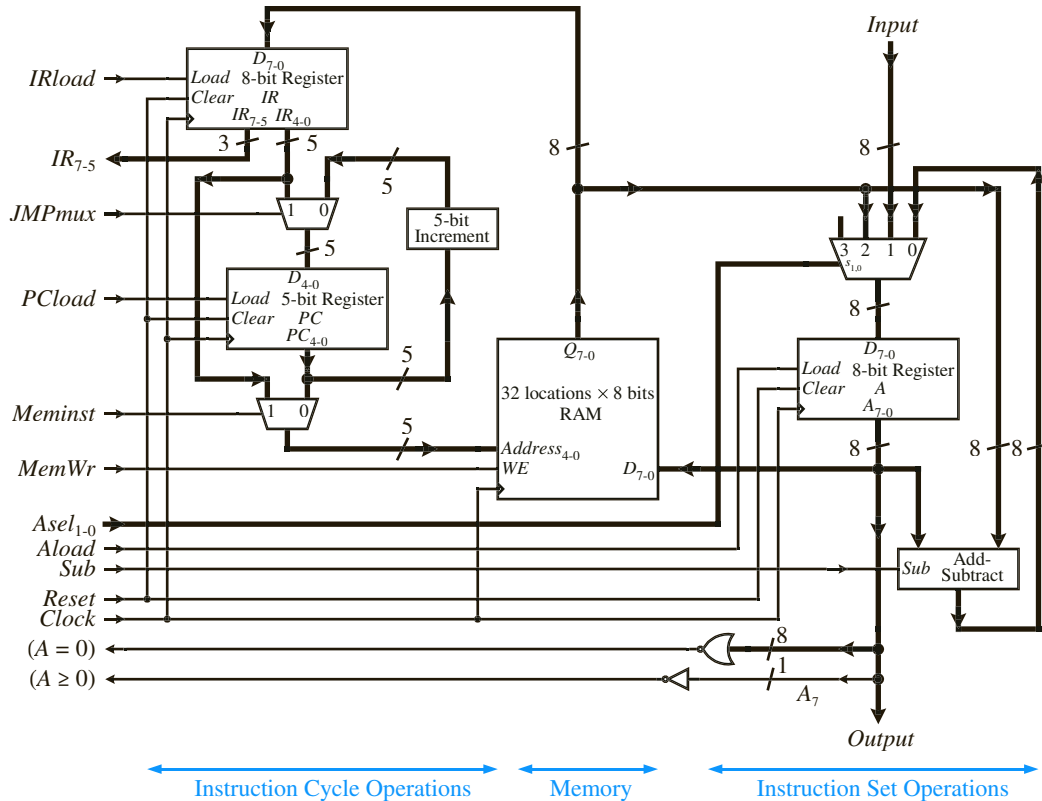 Input
D7-0
IRload
Load 8-bit Register
Clear IR
IR7-5 IR4-0
3
5
8
8
IR7-5
5
JMPmux
1 0
5-bit
Increment
3 2 1 0
s1,0
5
D4-0
PCload
Load 5-bit Register
Clear PC
PC4-0
8
Q7-0
D7-0
Load 8-bit Register
Clear A
A7-0
5
32 locations × 8 bits
RAM
Meminst
1 0
5
Address4-0
8
8
8
MemWr
WE
D7-0
Asel1-0
Aload
Sub
Sub Add-
Subtract
Reset
Clock
(A = 0)
8
(A ≥ 0)
1
A7
Output
Instruction Cycle Operations
Memory
Instruction Set Operations